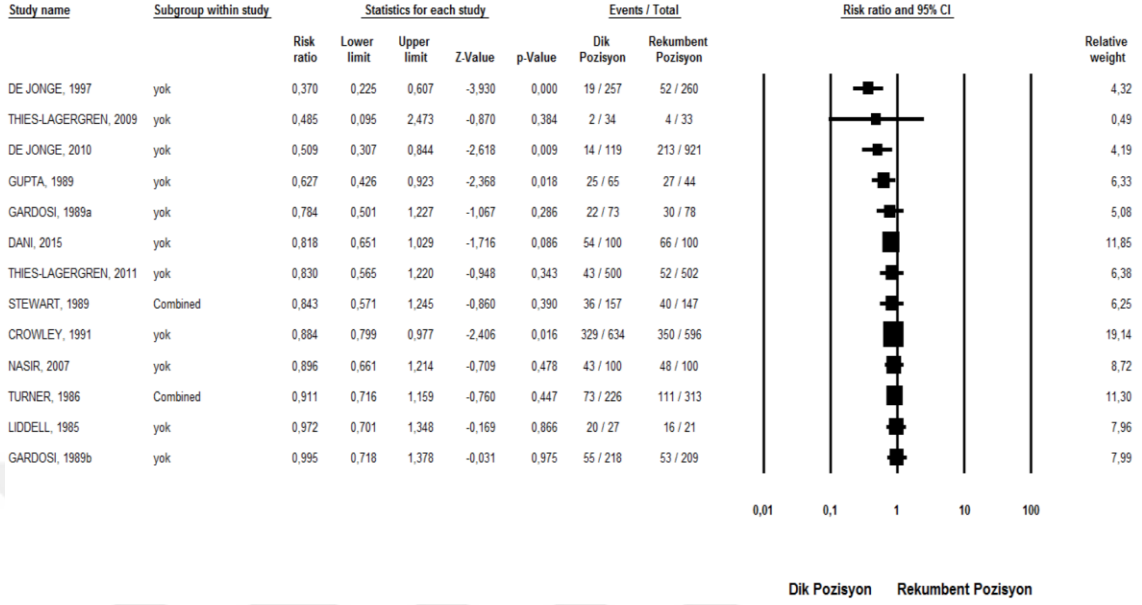 Study name Subgroup within study Statistics for each study Events / Total Risk ratio and 95% CI
Risk ratio Lower limit Upper limit Z-Value p-Value Dik Pozisyon Rekumbent Pozisyon Relative weight
DE JONGE, 1997 yok 0,370 0,225 0,607 -3,930 0,000 19 / 257 52 / 260 4,32
THIES-LAGERGREN, 2009 yok 0,485 0,095 2,473 -0,870 0,384 2 / 34 4 / 33 0,49
DE JONGE, 2010 yok 0,509 0,307 0,844 -2,618 0,009 14 / 119 213 / 921 4,19
GUPTA, 1989 yok 0,627 0,426 0,923 -2,368 0,018 25 / 65 27 / 44 6,33
GARDOSI, 1989a yok 0,784 0,501 1,227 -1,067 0,286 22 / 73 30 / 78 5,08
DANI, 2015 yok 0,818 0,651 1,029 -1,716 0,086 54 / 100 66 / 100 11,85
THIES-LAGERGREN, 2011 yok 0,830 0,565 1,220 -0,948 0,343 43 / 500 52 / 502 6,38
STEWART, 1989 Combined 0,843 0,571 1,245 -0,860 0,390 36 / 157 40 / 147 6,25
CROWLEY, 1991 yok 0,884 0,799 0,977 -2,406 0,016 329 / 634 350 / 596 19,14
NASIR, 2007 yok 0,896 0,661 1,214 -0,709 0,478 43 / 100 48 / 100 8,72
TURNER, 1986 Combined 0,911 0,716 1,159 -0,760 0,447 73 / 226 111 / 313 11,30
LIDDELL, 1985 yok 0,972 0,701 1,348 -0,169 0,866 20 / 27 16 / 21 7,96
GARDOSI, 1989b yok 0,995 0,718 1,378 -0,031 0,975 55 / 218 53 / 209 7,99
0,01 0,1 1 10 100
Dik Pozisyon Rekumbent Pozisyon